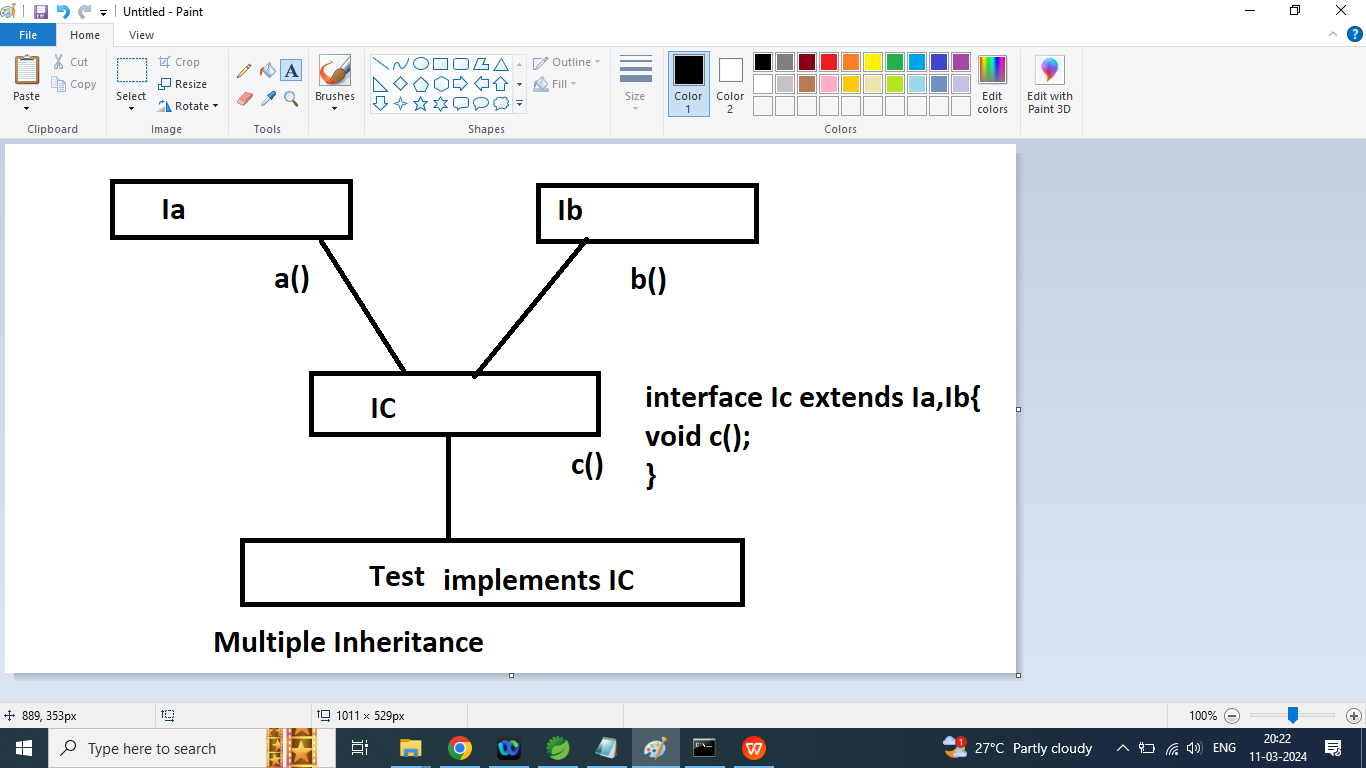 Untitled - Paint
File
Home
View
Paste
Cut
Copy
Clipboard
Select
Crop
Resize
Rotate
Image
A
Tools
Brushes
Outline
Fill
Shapes
Size
Color
1
Color
2
Edit
colors
Colors
Edit with
Paint 3D
Ia
Ib
a()
b()
IC
interface Ic extends Ia,Ib{
void c();
}
c()
Test implements IC
Multiple Inheritance
889, 353px
1011 × 529px
100%
Type here to search
1
27°C Partly cloudy
ENG
20:22
11-03-2024